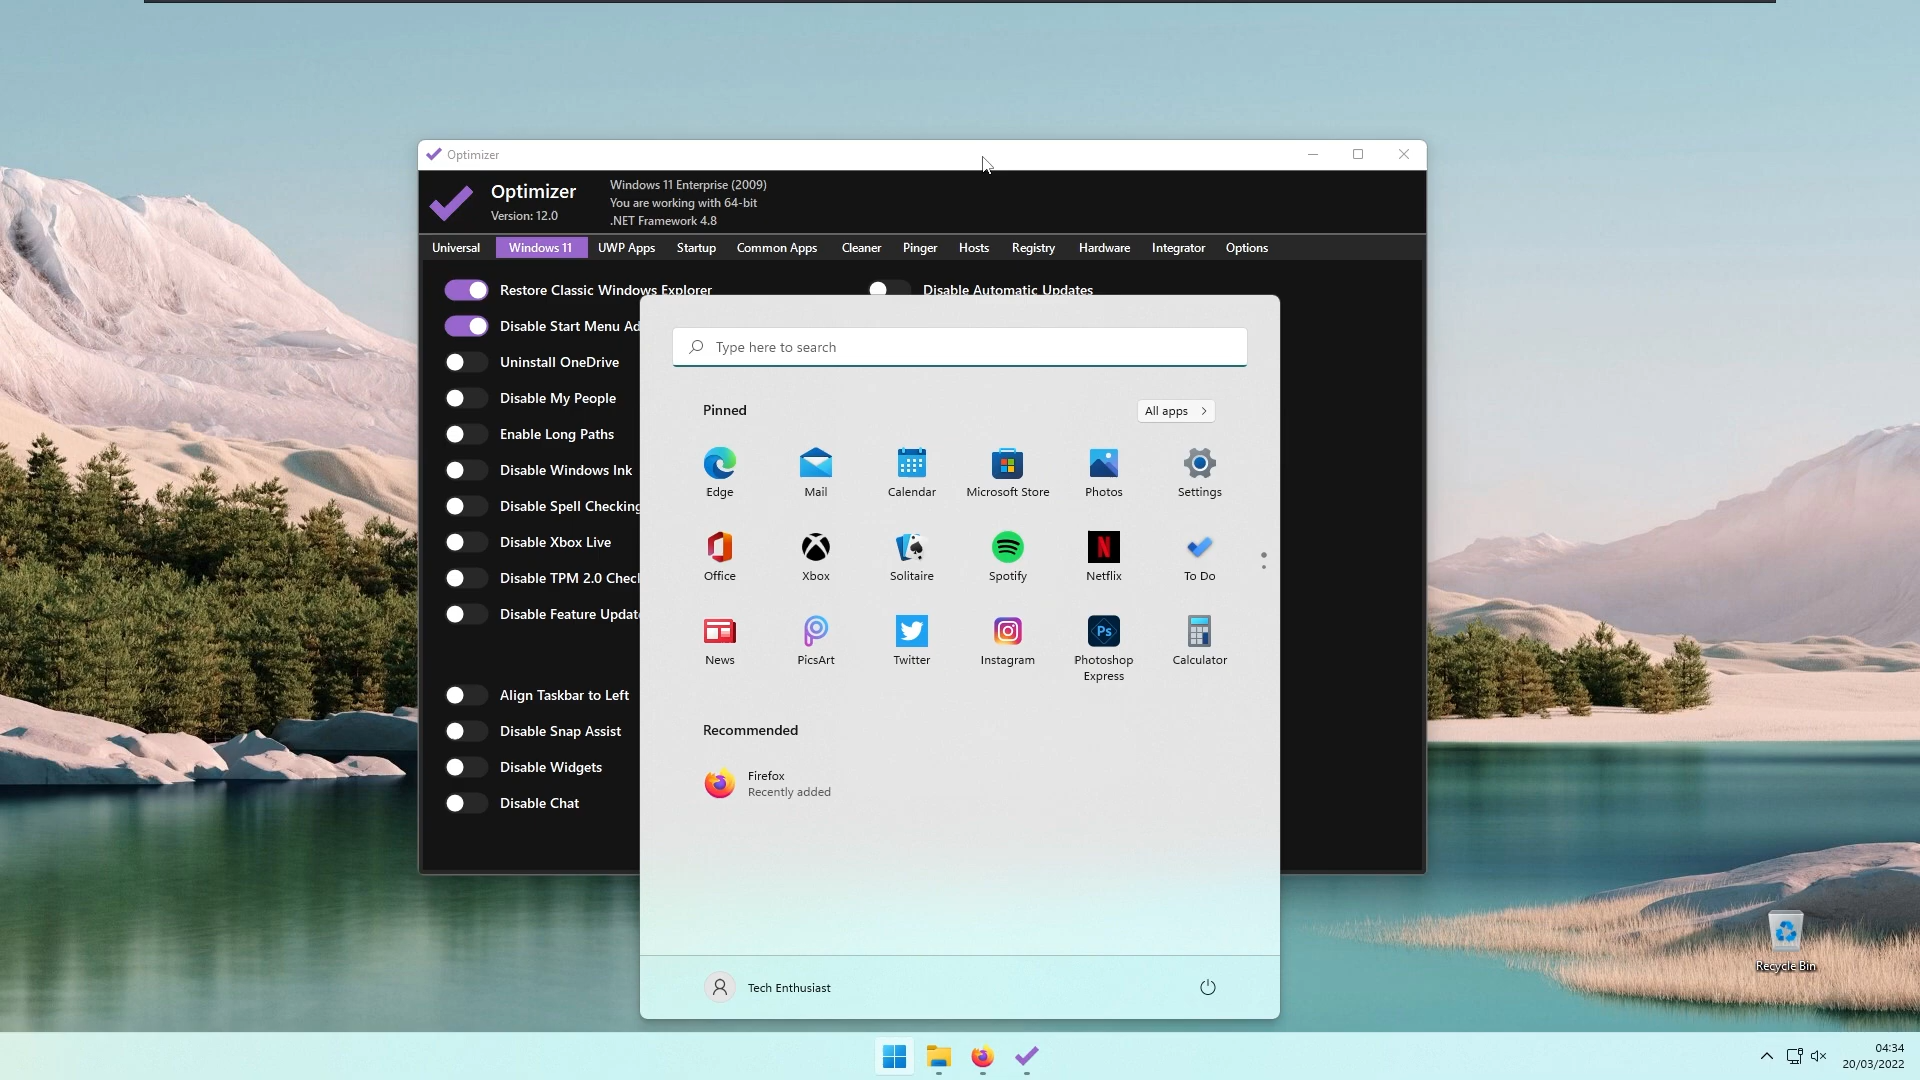 Optimizer
Optimizer
Version: 12.0
Windows 11 Enterprise (2009)
You are working with 64-bit
.NET Framework 4.8
Universal Windows 11 UWP Apps Startup Common Apps Cleaner Pinger Hosts Registry Hardware Integrator Options
Restore Classic Windows Explorer
Disable Automatic Updates
Disable Start Menu Ad
Uninstall OneDrive
Disable My People
Enable Long Paths
Disable Windows Ink
Disable Spell Checking
Disable Xbox Live
Disable TPM 2.0 Chec
Disable Feature Updat
Align Taskbar to Left
Disable Snap Assist
Disable Widgets
Disable Chat
Type here to search
Pinned
All apps
Edge Mail Calendar Microsoft Store Photos Settings
Office Xbox Solitaire Spotify Netflix To Do
News PicsArt Twitter Instagram Photoshop Express Calculator
Ps
Recommended
Firefox
Recently added
Tech Enthusiast
Recycle Bin
04:34
20/03/2022